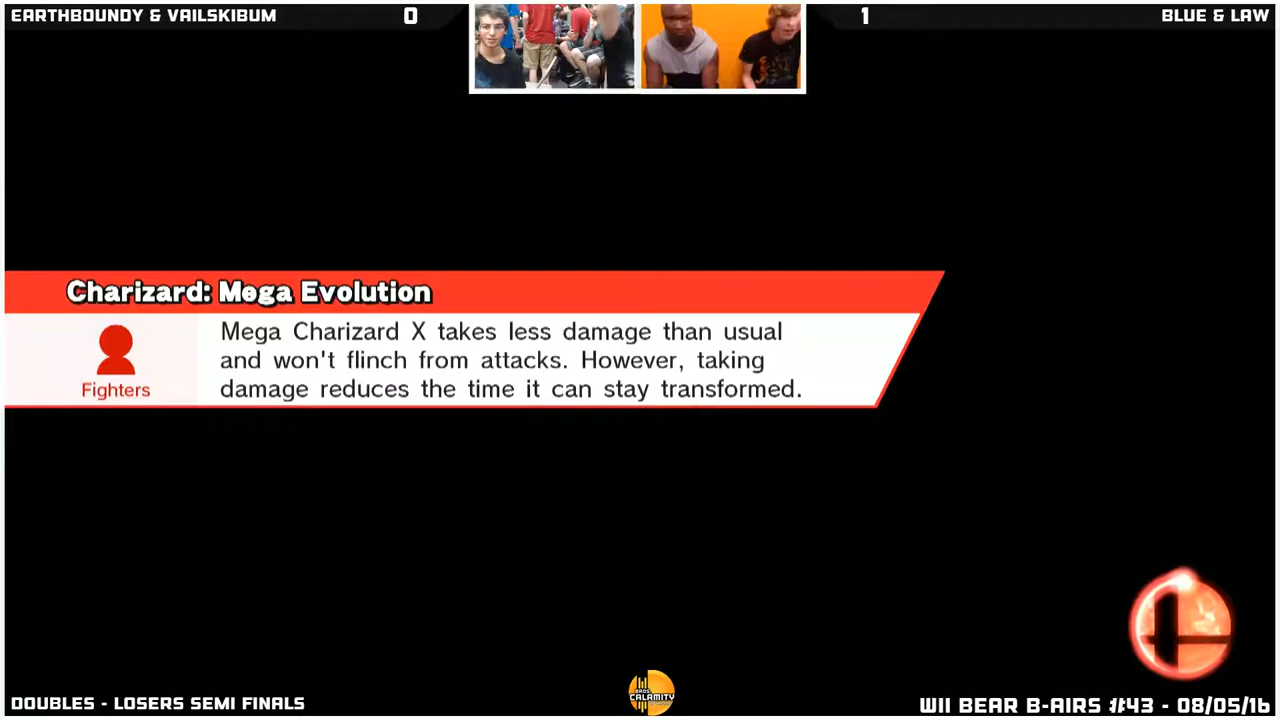 EARTHBOUNDY & VAILSKIBUM
0
1
BLUE & LAW
Charizard: Mega Evolution
Fighters
Mega Charizard X takes less damage than usual
and won't flinch from attacks. However, taking
damage reduces the time it can stay transformed.
DOUBLES - LOSERS SEMI FINALS
BROS.
CALAMITY
WII BEAR B-AIRS #43 - 08/05/16